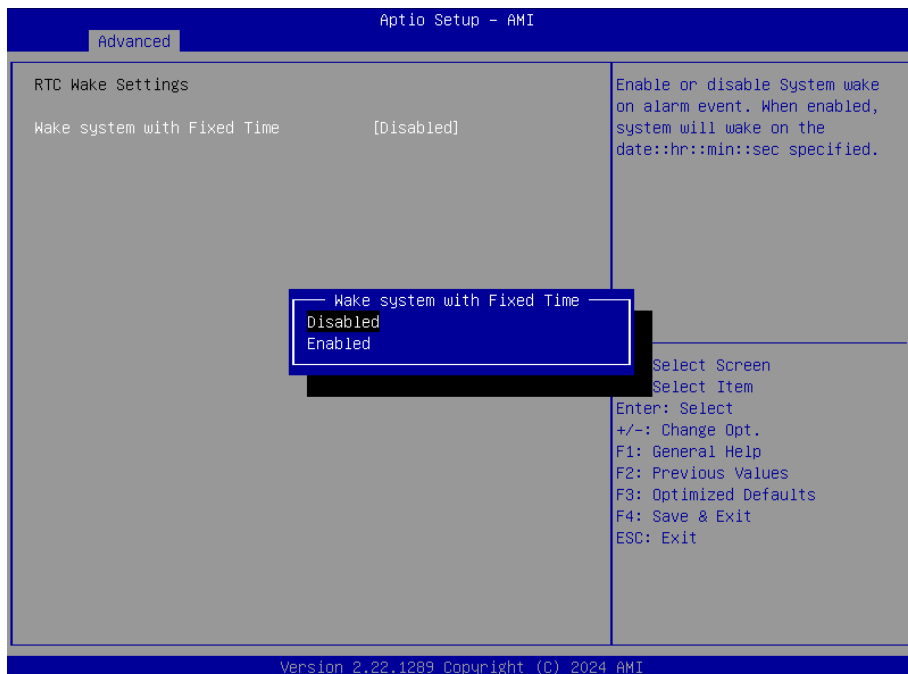 Aptio Setup – AMI
Advanced
RTC Wake Settings
Wake system with Fixed Time [Disabled]
Enable or disable System wake
on alarm event. When enabled,
system will wake on the
date::hr::min::sec specified.
Wake system with Fixed Time
Disabled
Enabled
Select Screen
Select Item
Enter: Select
+/-: Change Opt.
F1: General Help
F2: Previous Values
F3: Optimized Defaults
F4: Save & Exit
ESC: Exit
Version 2.22.1289 Copyright (C) 2024 AMI